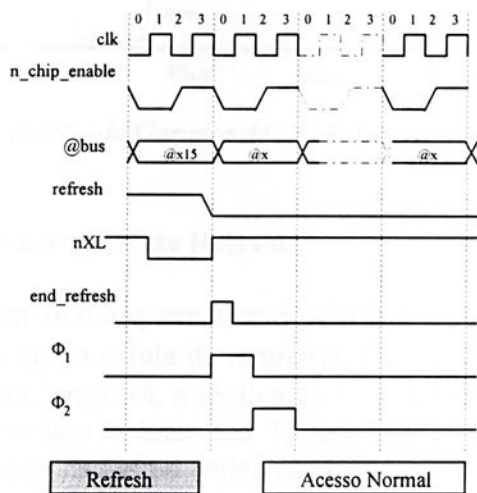 0 1 2 3 0 1 2 3 0 1 2 3 0 1 2 3
clk
n_chip_enable
@bus @x15 @x @x
refresh
nXL
end_refresh
Φ1
Φ2
Refresh Acesso Normal